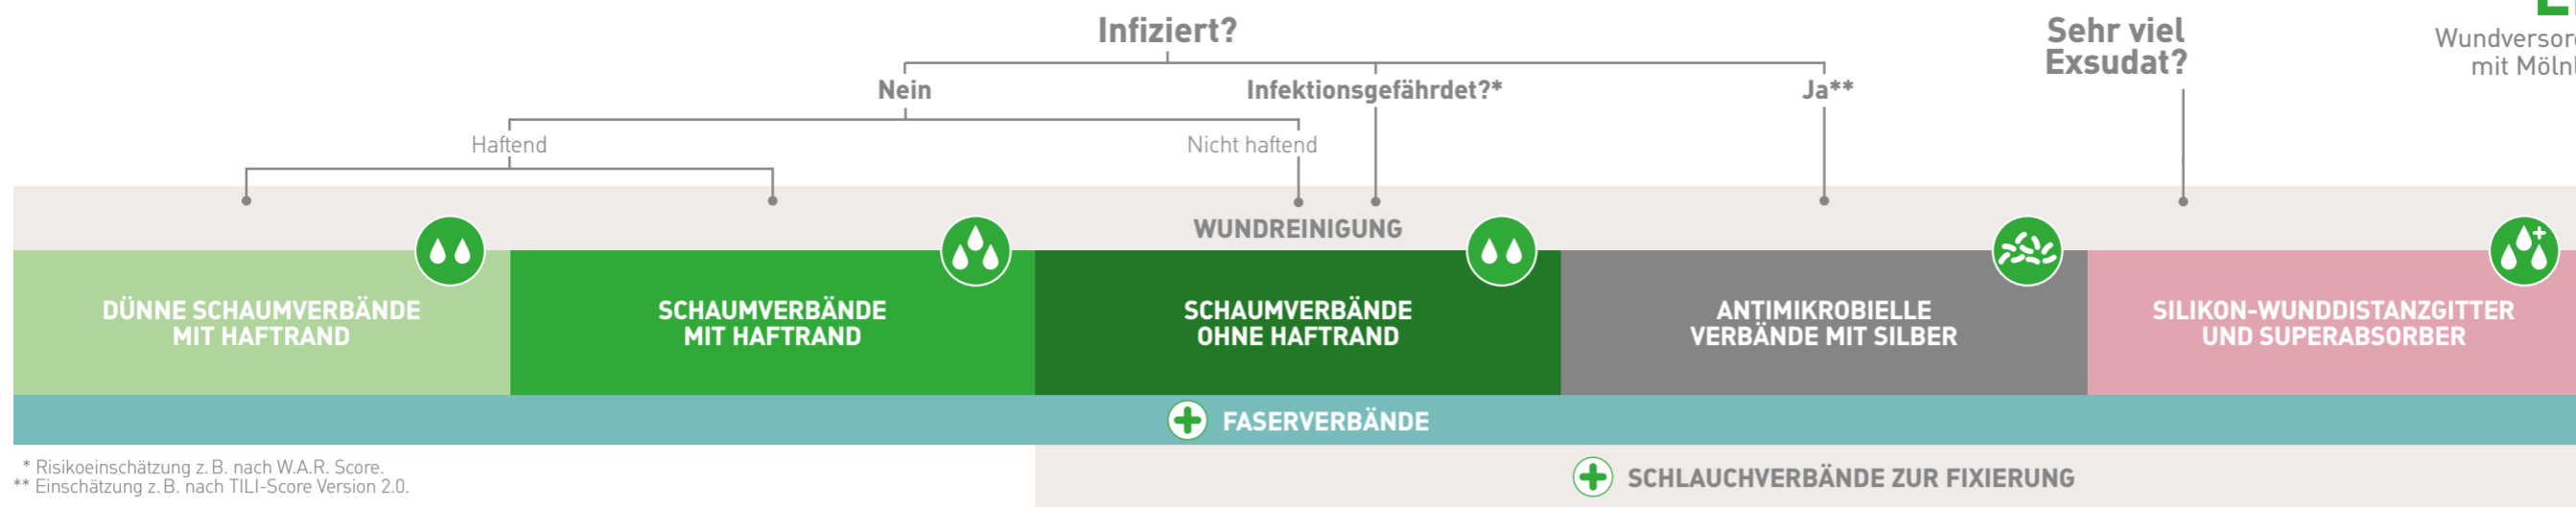 Infiziert?
Sehr viel
Exsudat?
Nein
Infektionsgefährdet?*
Ja**
Haftend
Nicht haftend
WUNDREINIGUNG
DÜNNE SCHAUMVERBÄNDE
MIT HAFTRAND
SCHAUMVERBÄNDE
MIT HAFTRAND
SCHAUMVERBÄNDE
OHNE HAFTRAND
ANTIMIKROBIELLE
VERBÄNDE MIT SILBER
SILIKON-WUNDDISTANZGITTER
UND SUPERABSORBER
FASERVERBÄNDE
SCHLAUCHVERBÄNDE ZUR FIXIERUNG
* Risikoeinschätzung z. B. nach W.A.R. Score.
** Einschätzung z. B. nach TILI-Score Version 2.0.
mit